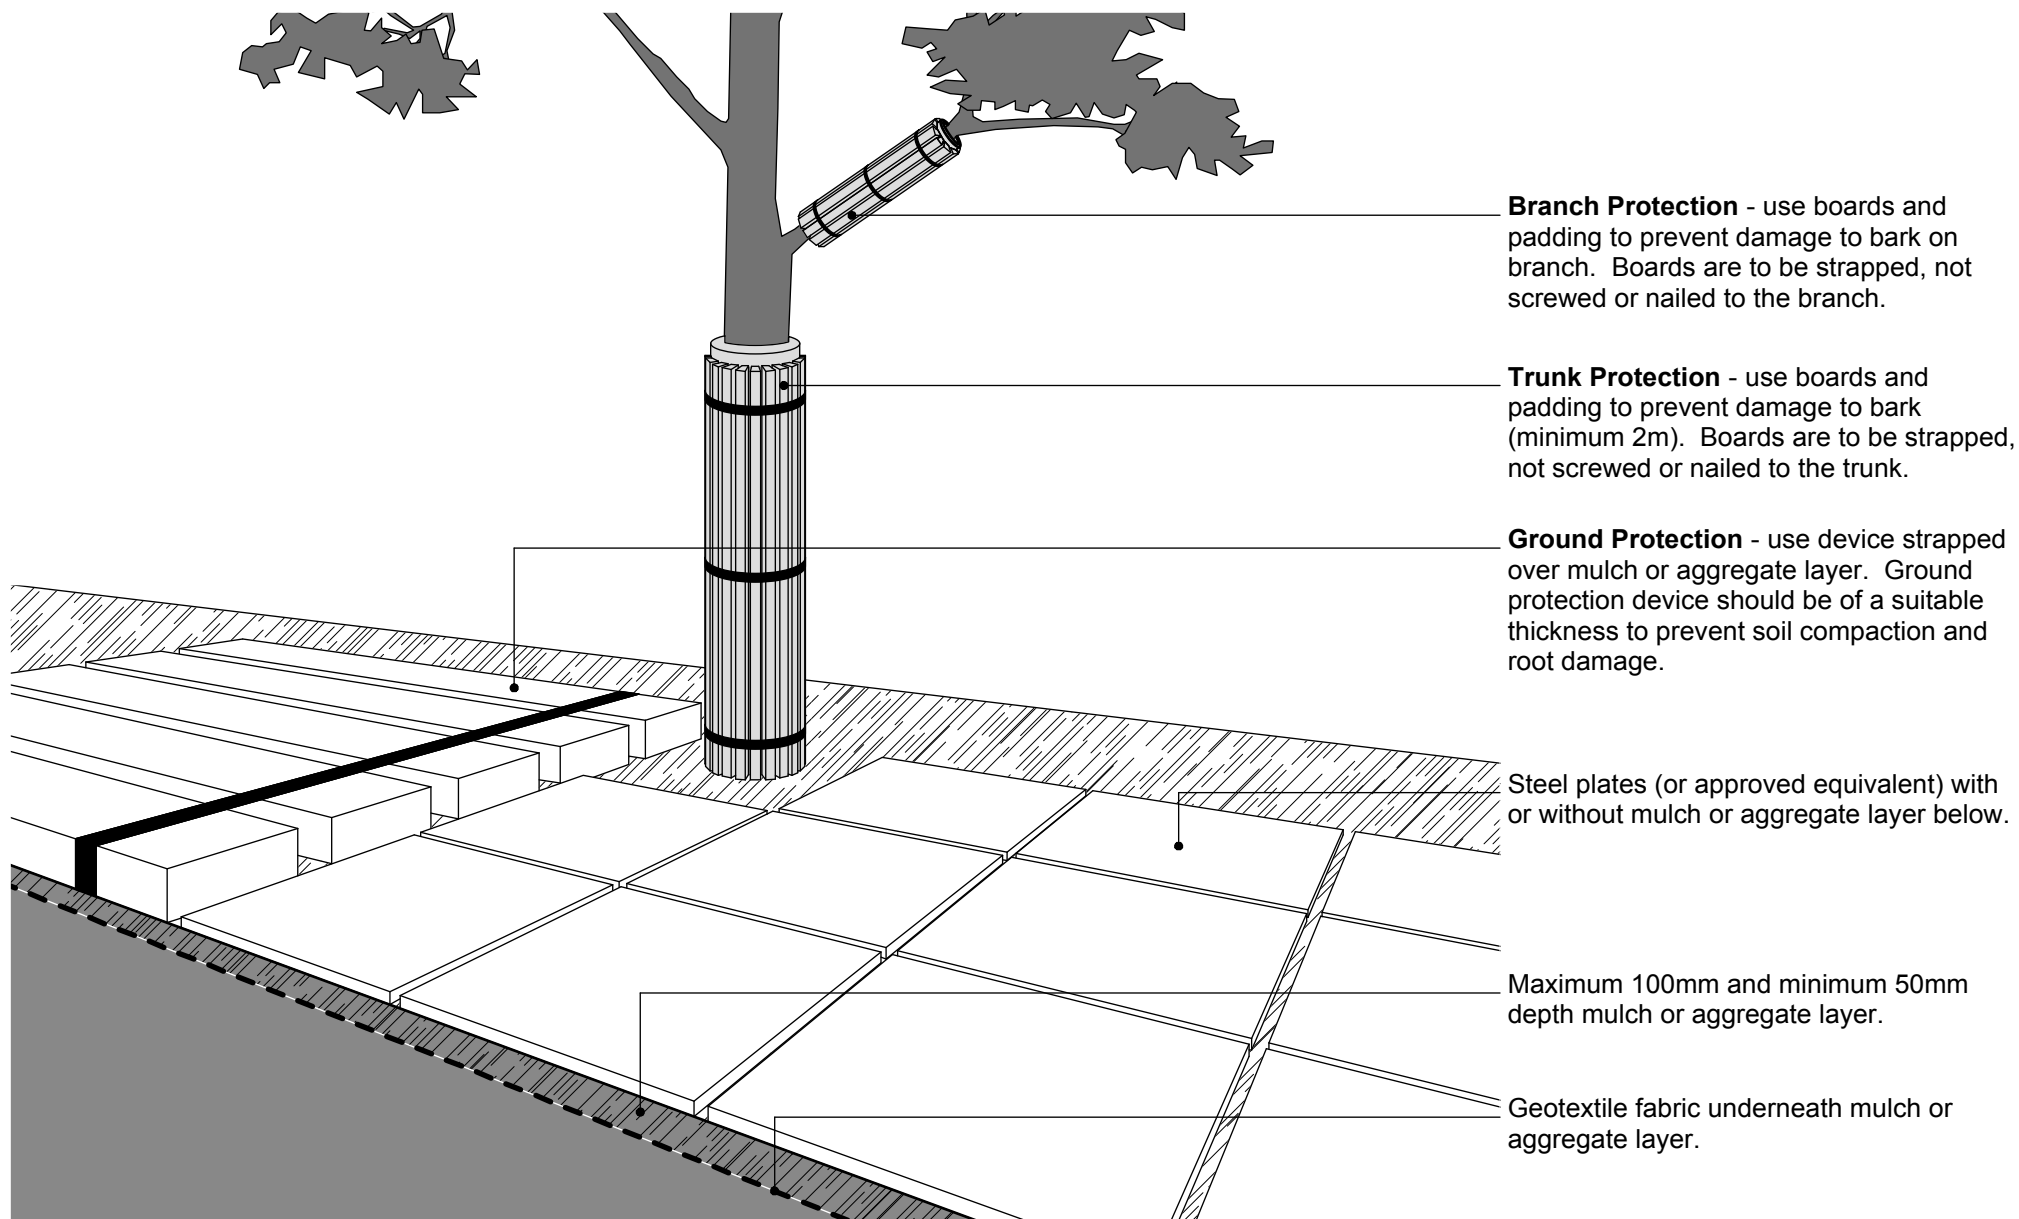 Branch Protection - use boards and
padding to prevent damage to bark on
branch.  Boards are to be strapped, not
screwed or nailed to the branch.
Trunk Protection - use boards and
padding to prevent damage to bark
(minimum 2m).  Boards are to be strapped,
not screwed or nailed to the trunk.
Ground Protection - use device strapped
over mulch or aggregate layer.  Ground
protection device should be of a suitable
thickness to prevent soil compaction and
root damage.
Steel plates (or approved equivalent) with
or without mulch or aggregate layer below.
Maximum 100mm and minimum 50mm
depth mulch or aggregate layer.
Geotextile fabric underneath mulch or
aggregate layer.